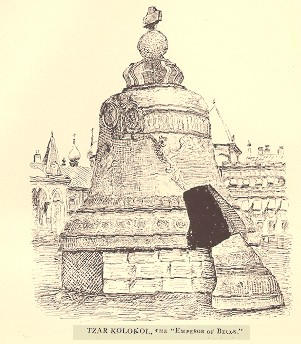 TZAR KOLOKOL, THE "EMPEROR OF BELLS."